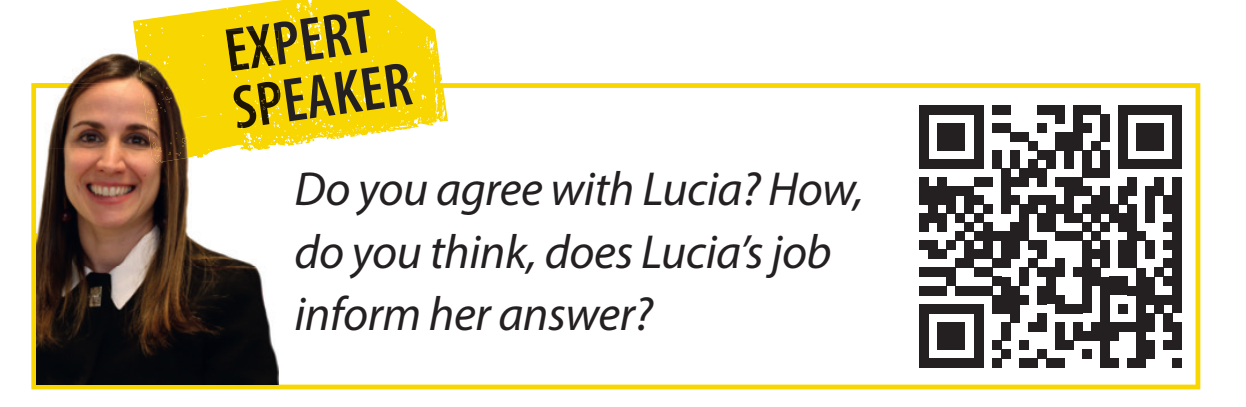 EXPERT
SPEAKER
Do you agree with Lucia? How,
do you think, does Lucia’s job
inform her answer?